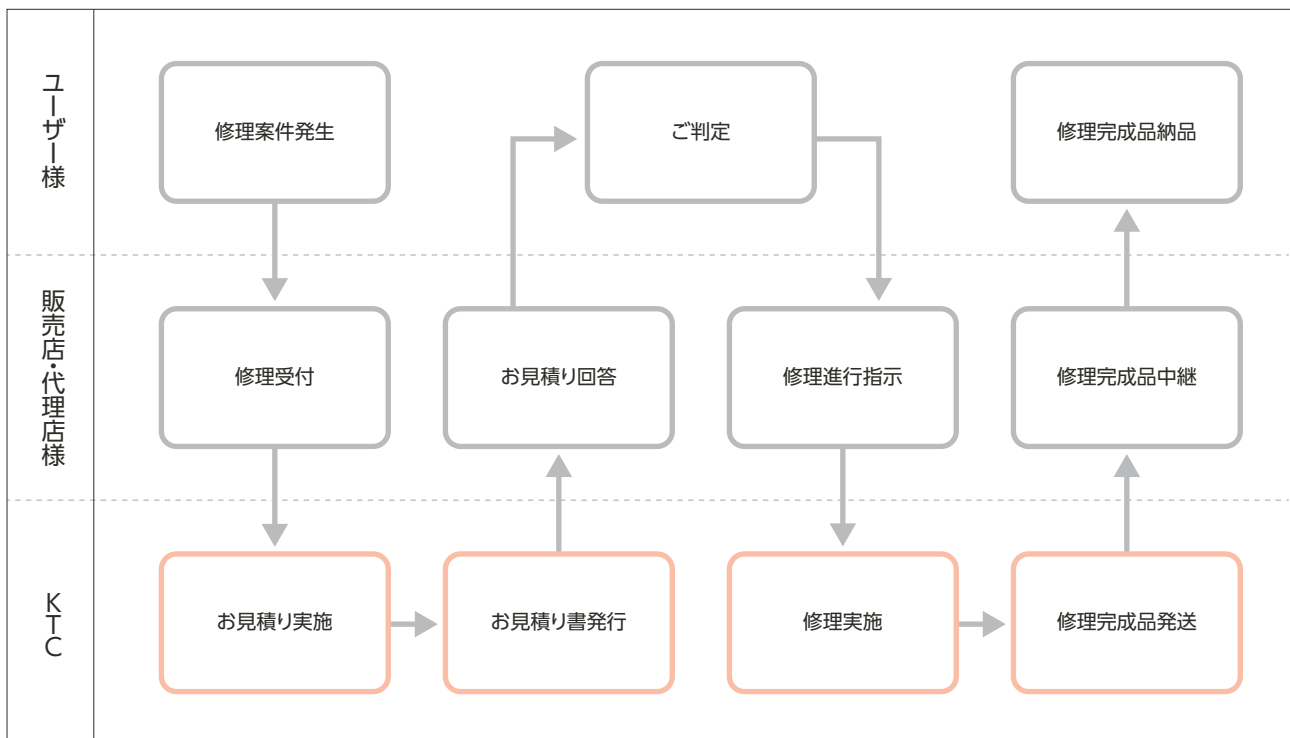 ユーザー様
修理案件発生
ご判定
修理完成品納品
販売店・代理店様
修理受付
お見積り回答
修理進行指示
修理完成品中継
KTC
お見積り実施
お見積り書発行
修理実施
修理完成品発送